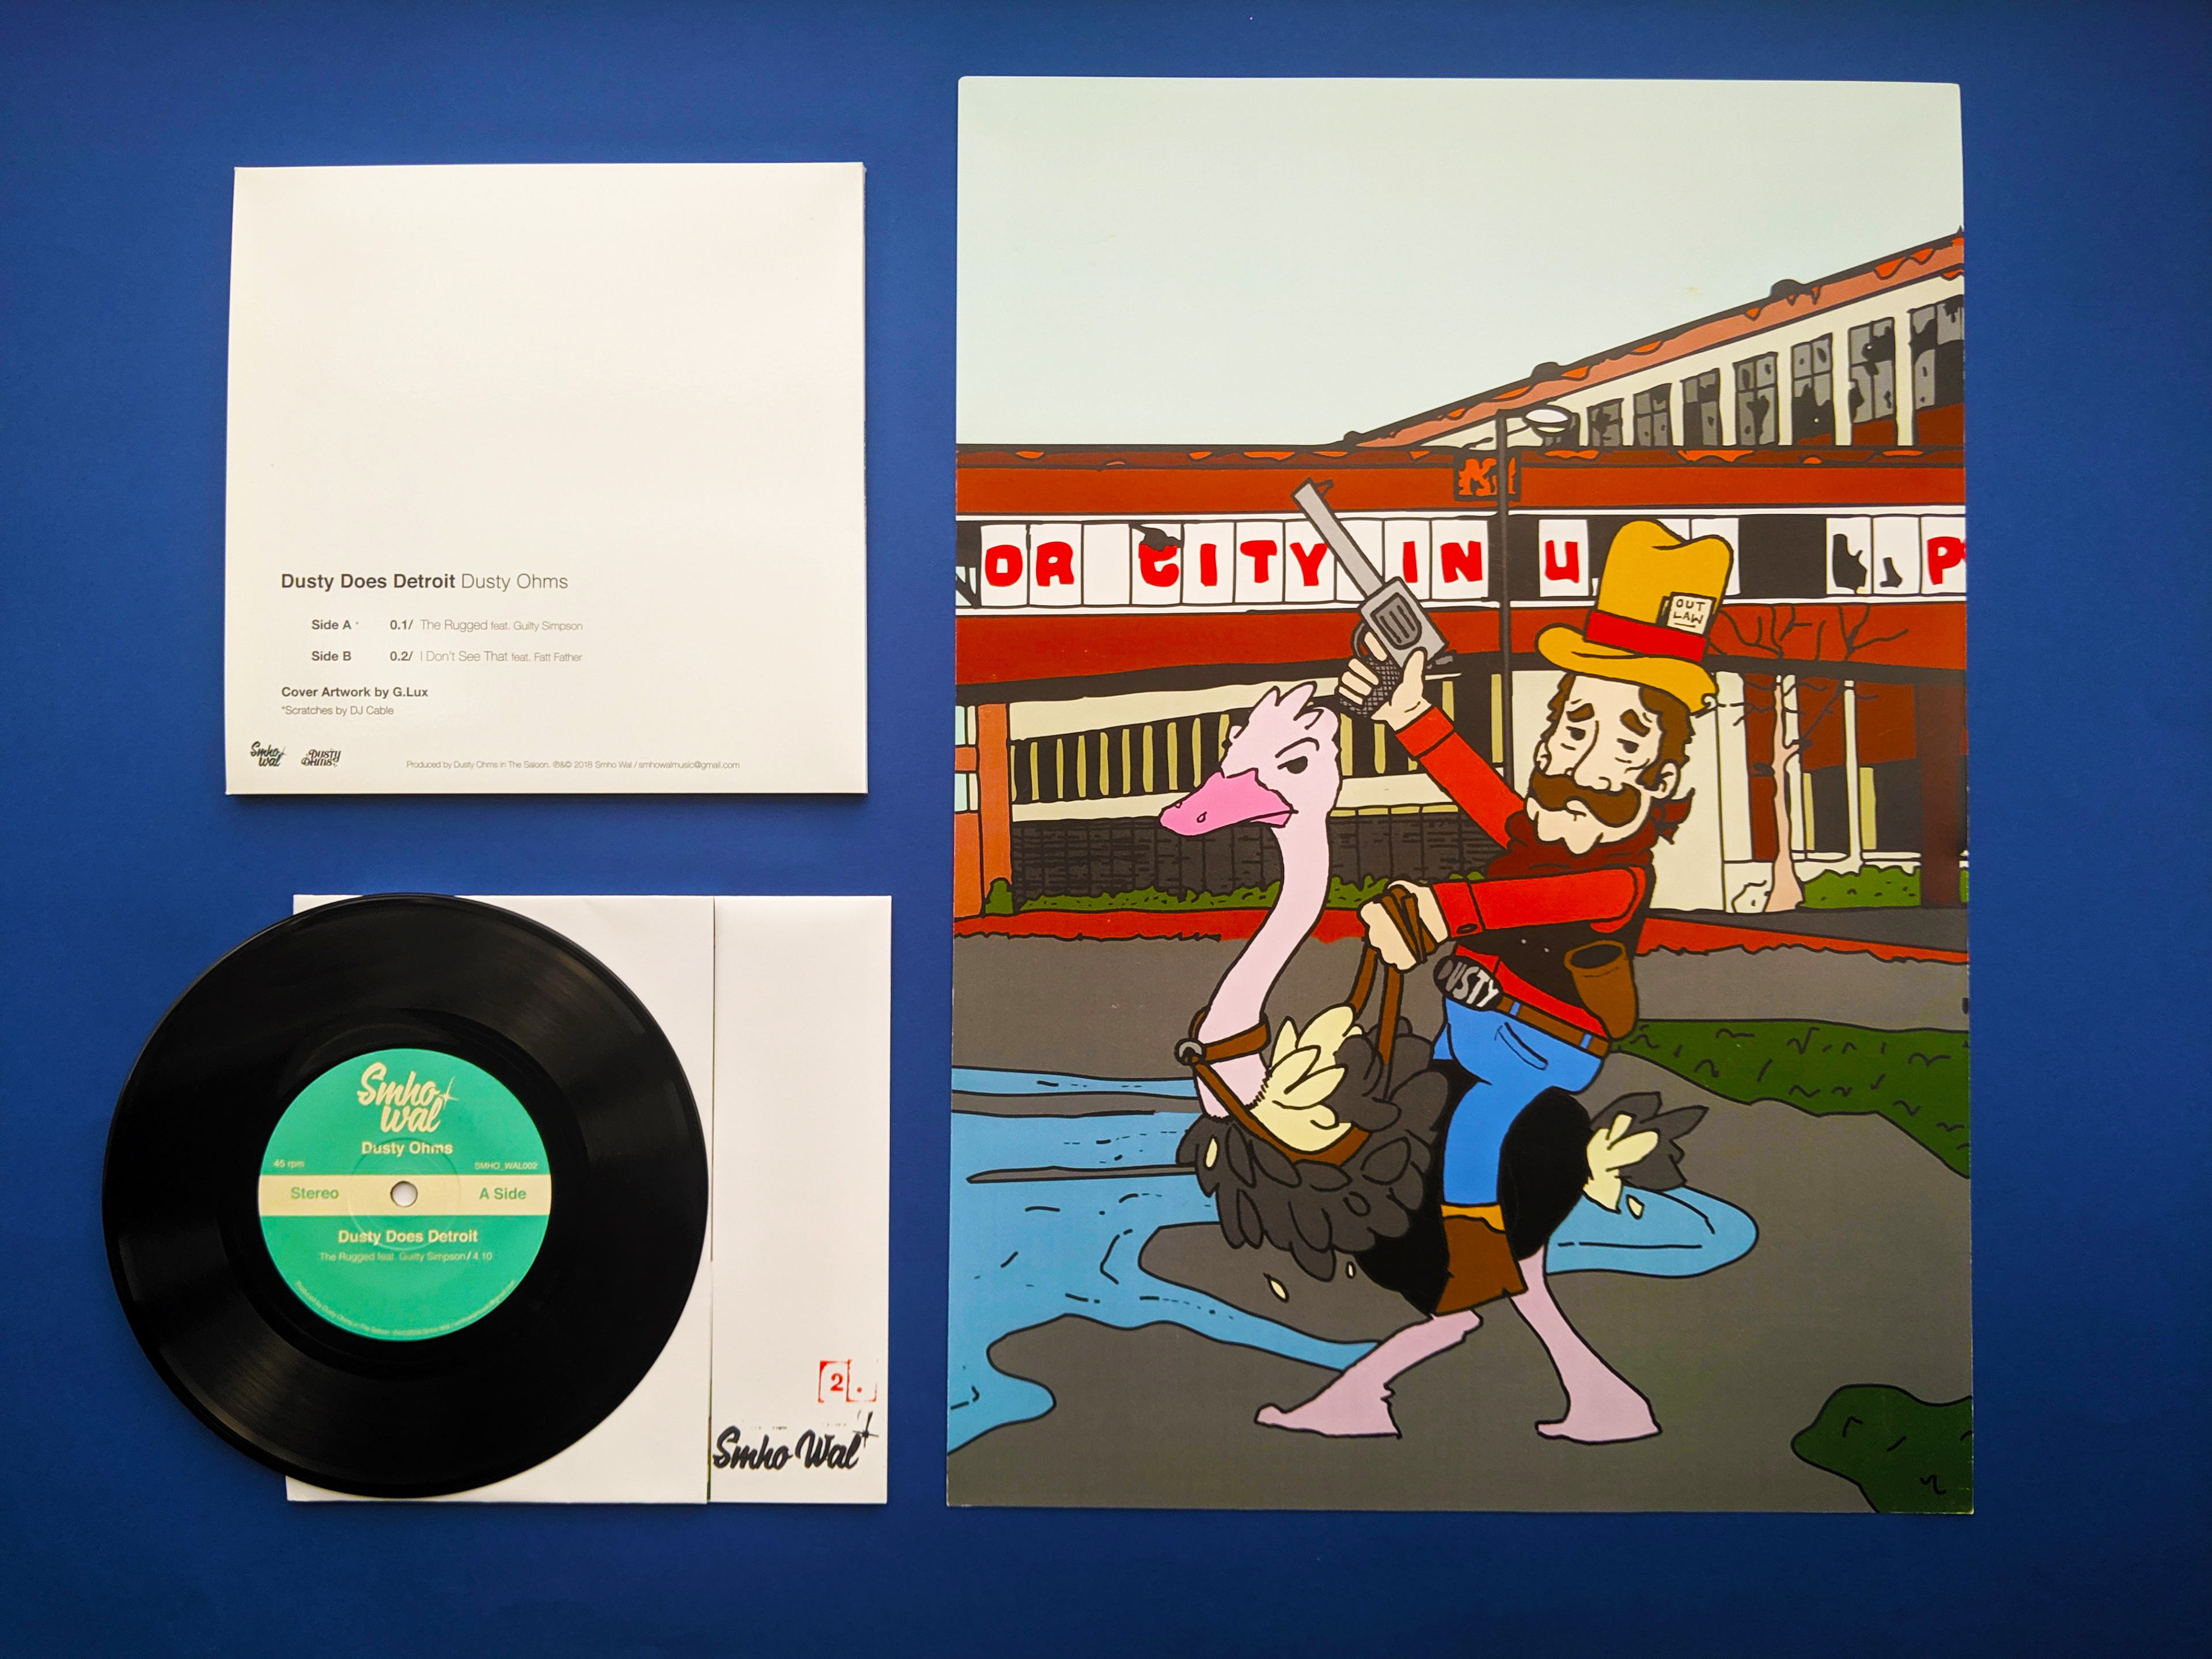 Dusty Does Detroit Dusty Ohms
Side A * 0.1/ The Rugged feat. Guilty Simpson
Side B 0.2/ I Don't See That feat. Fatt Father
Cover Artwork by G.Lux
*Scratches by DJ Cable
Smho Wal
DUSTY OHMS
Produced by Dusty Ohms in The Saloon. ℗&© 2018 Smho Wal / smhowalmusic@gmail.com
Smho
Wal
Dusty Ohms
45 rpm SMHO_WAL002
Stereo A Side
Dusty Does Detroit
The Rugged feat. Guilty Simpson / 4.10
[2].
Smho Wal
OR CITY IN U P
OUT
LAW
DUSTY